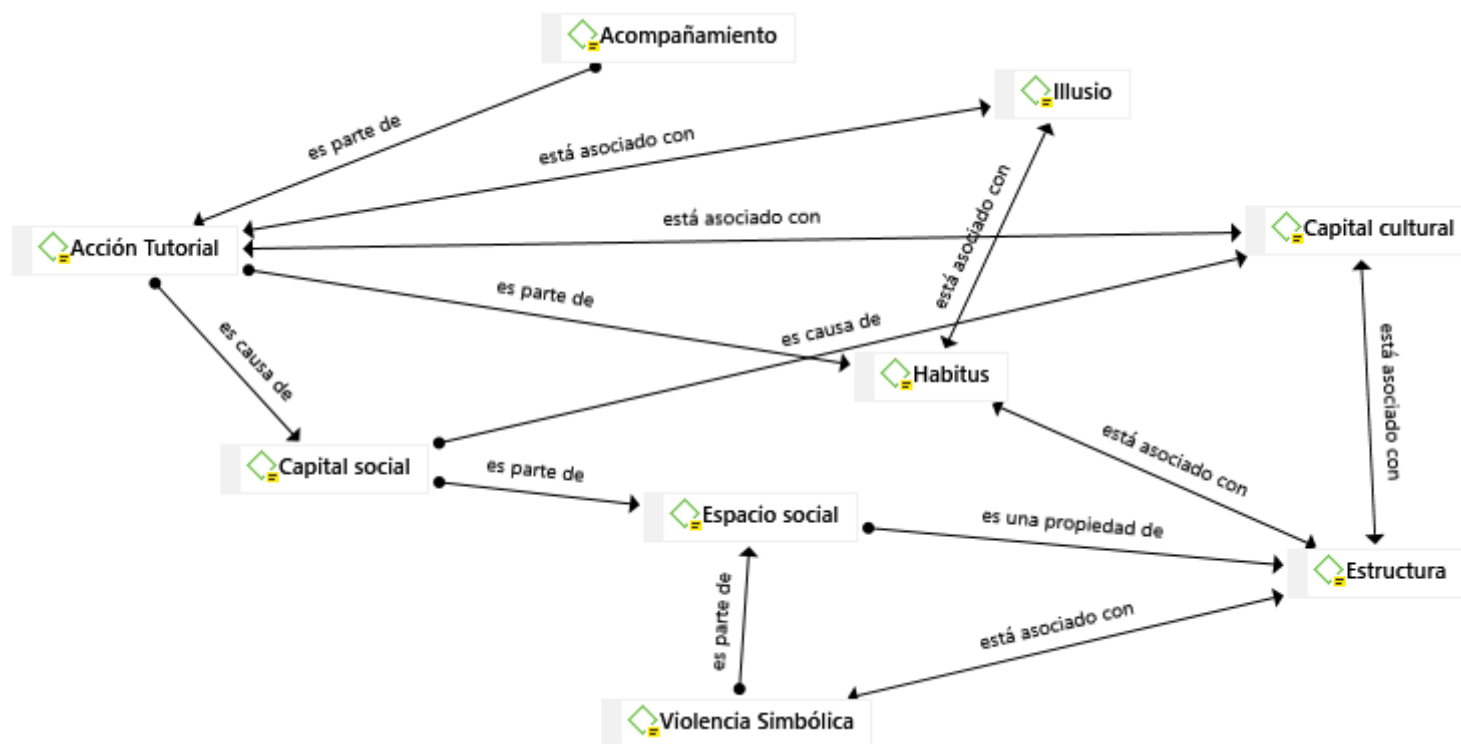 Acompañamiento
Illusio
es parte de
está asociado con
está asociado con
Capital cultural
Acción Tutorial
está asociado con
es parte de
es causa de
es causa de
Habitus
está asociado con
está asociado con
Capital social
es parte de
Espacio social
es una propiedad de
Estructura
es parte de
está asociado con
Violencia Simbólica